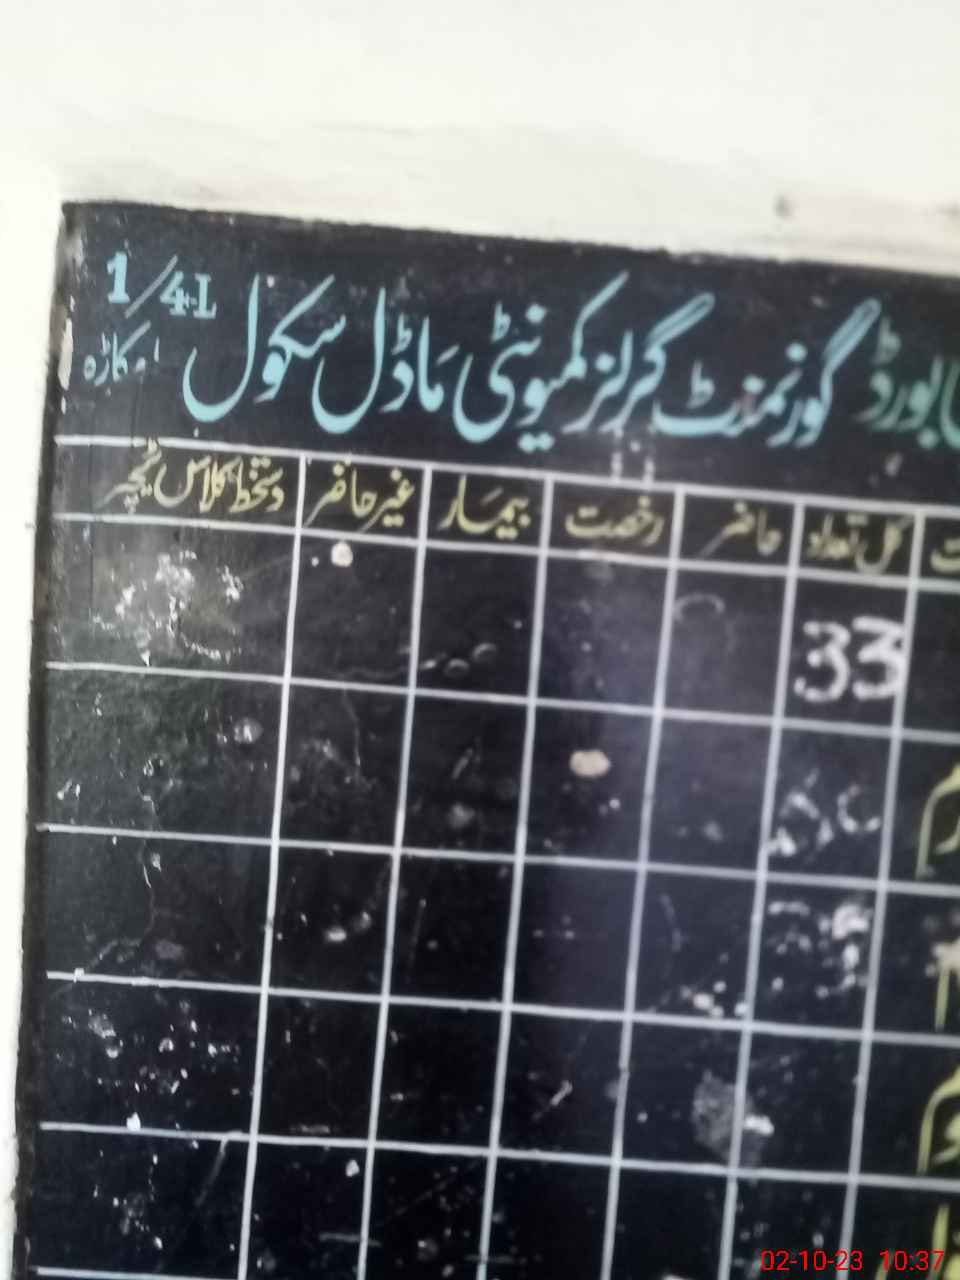 بورڈ گورنمنٹ گرلز کمیونٹی ماڈل سکول 1/4-L
اوکاڑہ
کل تعداد حاضر رخصت بیمار غیر حاضر دستخط کلاس ٹیچر
33
02-10-23 10:37